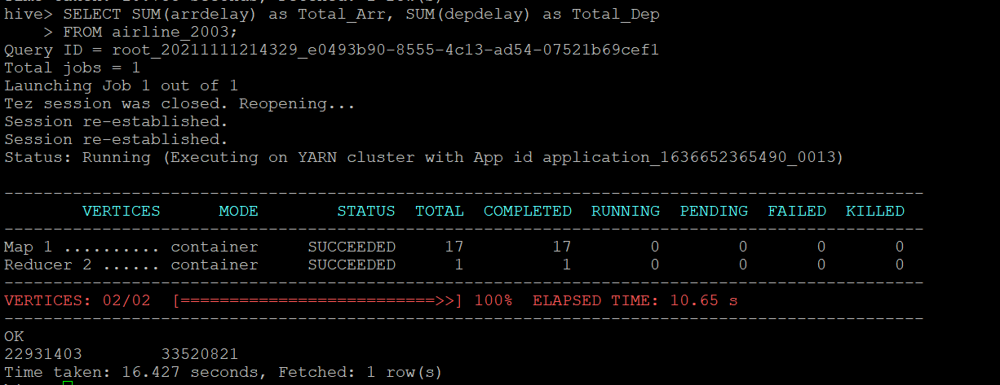 hive> SELECT SUM(arrdelay) as Total_Arr, SUM(depdelay) as Total_Dep
    > FROM airline_2003;
Query ID = root_20211111214329_e0493b90-8555-4c13-ad54-07521b69cef1
Total jobs = 1
Launching Job 1 out of 1
Tez session was closed. Reopening...
Session re-established.
Session re-established.
Status: Running (Executing on YARN cluster with App id application_1636652365490_0013)
----------------------------------------------------------------------------------------------
        VERTICES      MODE        STATUS  TOTAL  COMPLETED  RUNNING  PENDING  FAILED  KILLED
----------------------------------------------------------------------------------------------
Map 1 .......... container     SUCCEEDED     17         17        0        0       0       0
Reducer 2 ...... container     SUCCEEDED      1          1        0        0       0       0
----------------------------------------------------------------------------------------------
VERTICES: 02/02  [==========================>>] 100%  ELAPSED TIME: 10.65 s
----------------------------------------------------------------------------------------------
OK
22931403        33520821
Time taken: 16.427 seconds, Fetched: 1 row(s)